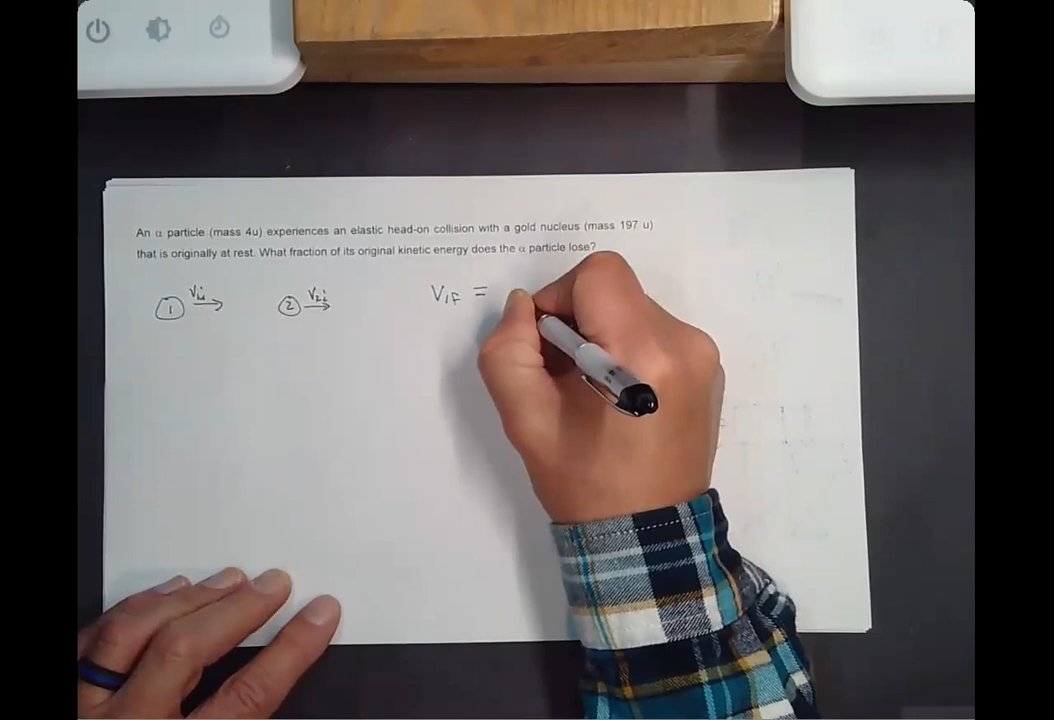 An α particle (mass 4u) experiences an elastic head-on collision with a gold nucleus (mass 197 u)
that is originally at rest. What fraction of its original kinetic energy does the α particle lose?
1 V1i → 2 V2i → V1F =